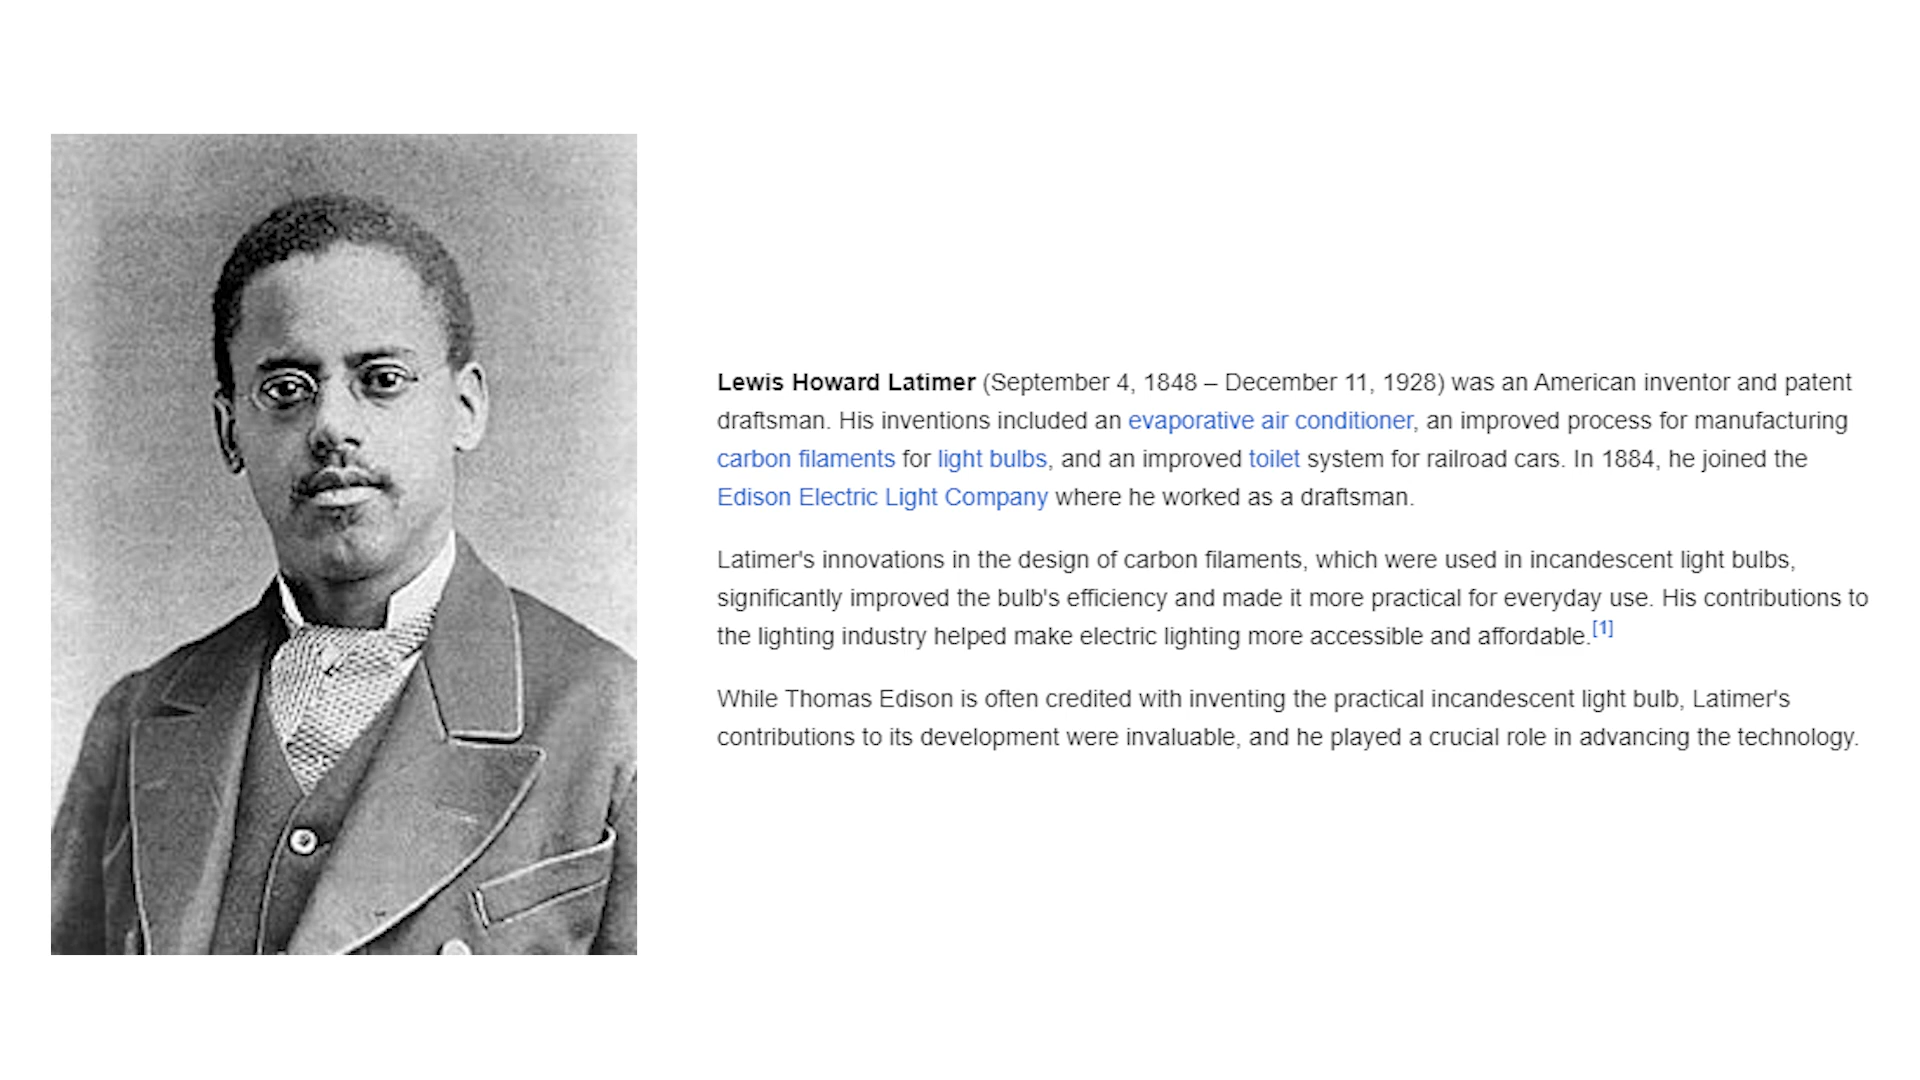 Lewis Howard Latimer (September 4, 1848 – December 11, 1928) was an American inventor and patent
draftsman. His inventions included an evaporative air conditioner, an improved process for manufacturing
carbon filaments for light bulbs, and an improved toilet system for railroad cars. In 1884, he joined the
Edison Electric Light Company where he worked as a draftsman.
Latimer's innovations in the design of carbon filaments, which were used in incandescent light bulbs,
significantly improved the bulb's efficiency and made it more practical for everyday use. His contributions to
the lighting industry helped make electric lighting more accessible and affordable.[1]
While Thomas Edison is often credited with inventing the practical incandescent light bulb, Latimer's
contributions to its development were invaluable, and he played a crucial role in advancing the technology.